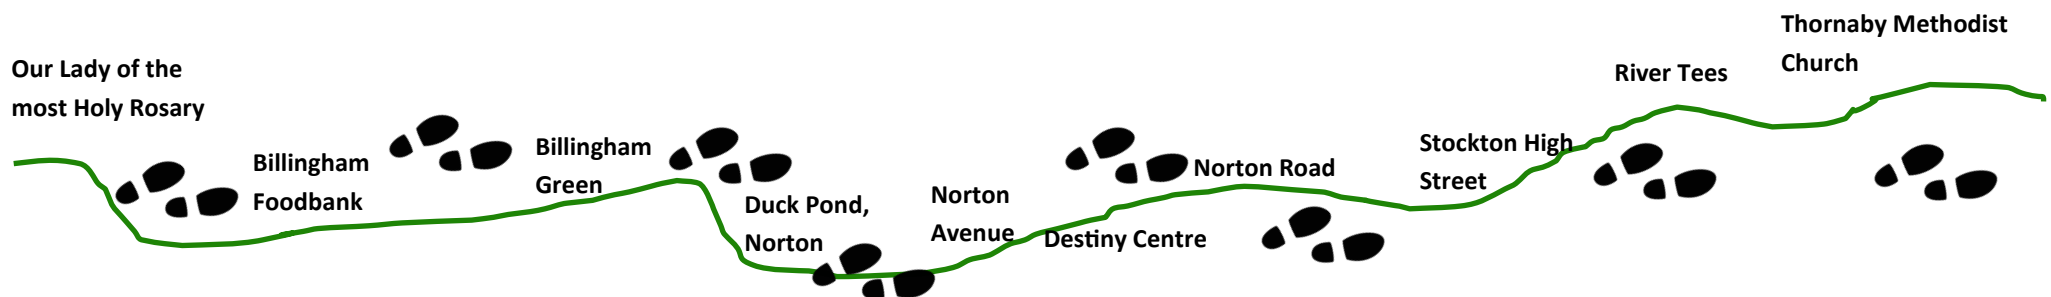 Our Lady of the
most Holy Rosary
Billingham
Foodbank
Billingham
Green
Duck Pond,
Norton
Norton
Avenue
Destiny Centre
Norton Road
Stockton High
Street
River Tees
Thornaby Methodist
Church